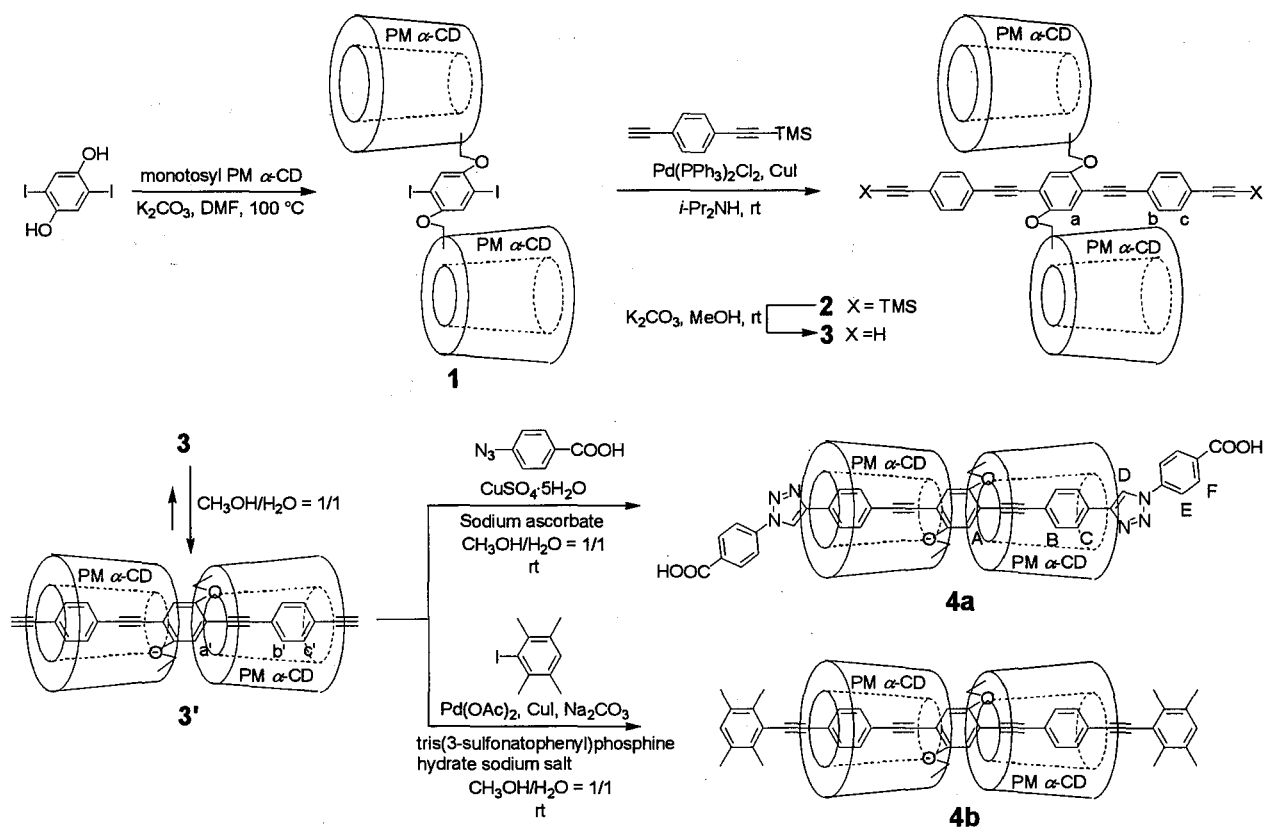 PM α-CD
OH
I
I
HO
monotosyl PM α-CD
K₂CO₃, DMF, 100 °C
O
I
I
O
PM α-CD
1
TMS
Pd(PPh₃)₂Cl₂, CuI
i-Pr₂NH, rt
PM α-CD
O
X
X
a
b
c
O
PM α-CD
K₂CO₃, MeOH, rt
2 X = TMS
3 X =H
3
CH₃OH/H₂O = 1/1
PM α-CD
O
a'
b'
c'
O
PM α-CD
3'
N₃
COOH
CuSO₄·5H₂O
Sodium ascorbate
CH₃OH/H₂O = 1/1
rt
I
Pd(OAc)₂, CuI, Na₂CO₃
tris(3-sulfonatophenyl)phosphine
hydrate sodium salt
CH₃OH/H₂O = 1/1
rt
COOH
PM α-CD
O
D
F
N=N
N
N
N=N
E
A
B
C
O
HOOC
PM α-CD
4a
PM α-CD
O
O
PM α-CD
4b